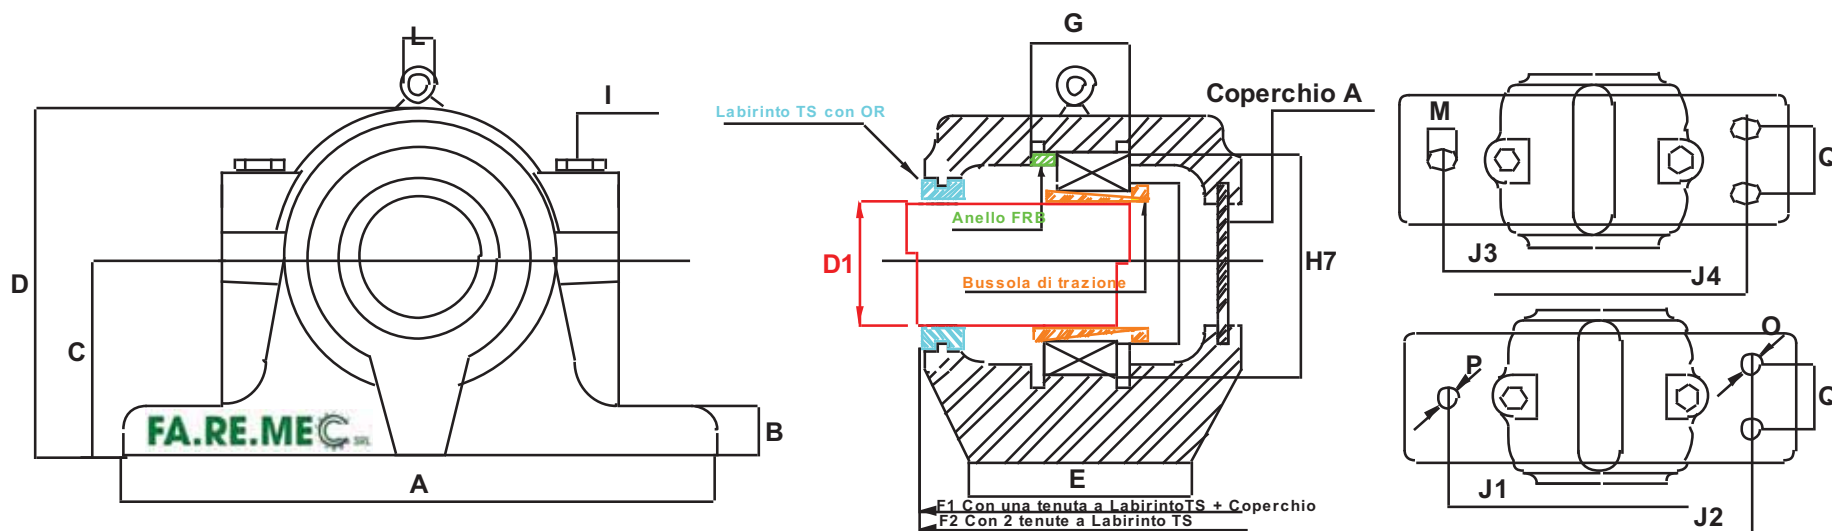 L
I
D
C
FA.RE.MEC SRL
B
A
G
Labirinto TS con OR
Coperchio A
Anello FRB
D1
H7
Bussola di trazione
E
F1 Con una tenuta a LabirintoTS + Coperchio
F2 Con 2 tenute a Labirinto TS
M
Q
J3
J4
O
P
Q
J1
J2